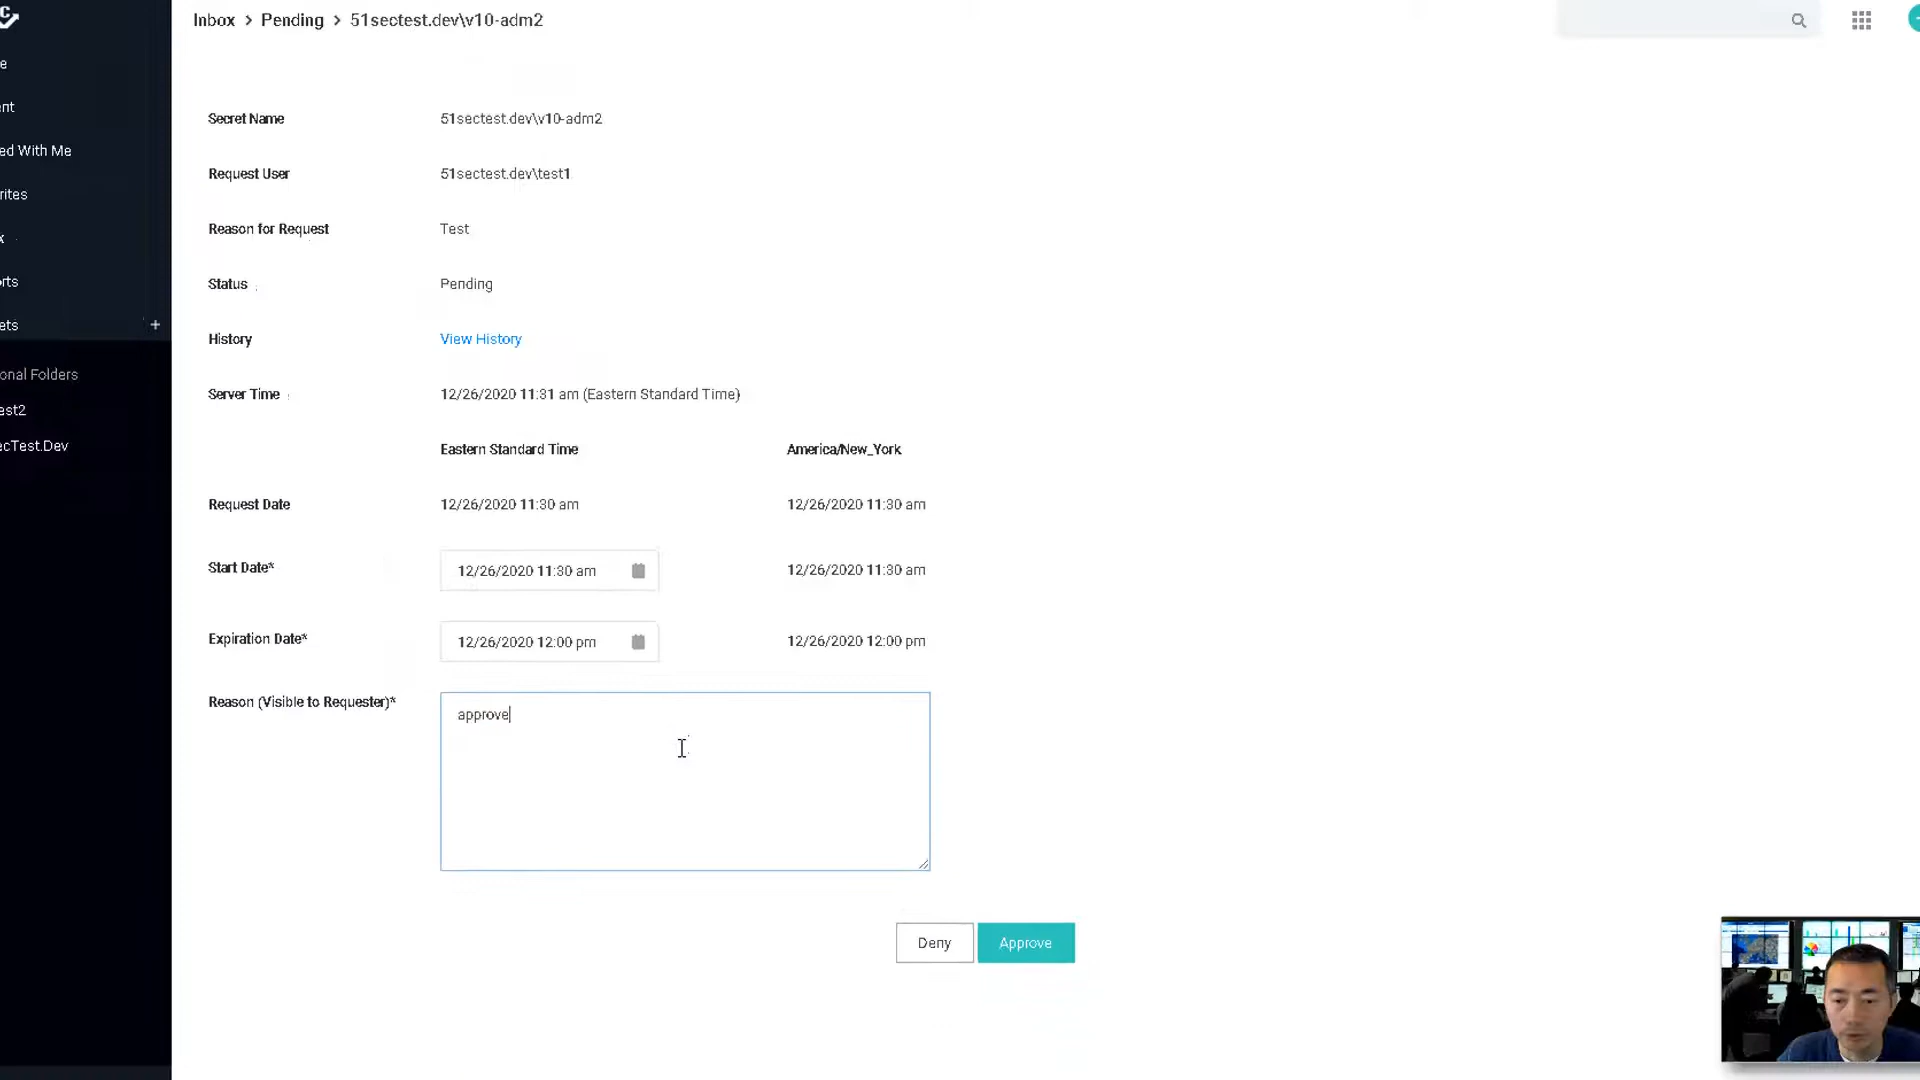 Inbox > Pending > 51sectest.dev\v10-adm2
e
ent
ed With Me
rites
x
orts
ets +
onal Folders
est2
ecTest.Dev
Secret Name 51sectest.dev\v10-adm2
Request User 51sectest.dev\test1
Reason for Request Test
Status Pending
History View History
Server Time 12/26/2020 11:31 am (Eastern Standard Time)
Eastern Standard Time America/New_York
Request Date 12/26/2020 11:30 am 12/26/2020 11:30 am
Start Date* 12/26/2020 11:30 am 12/26/2020 11:30 am
Expiration Date* 12/26/2020 12:00 pm 12/26/2020 12:00 pm
Reason (Visible to Requester)* approve
Deny Approve